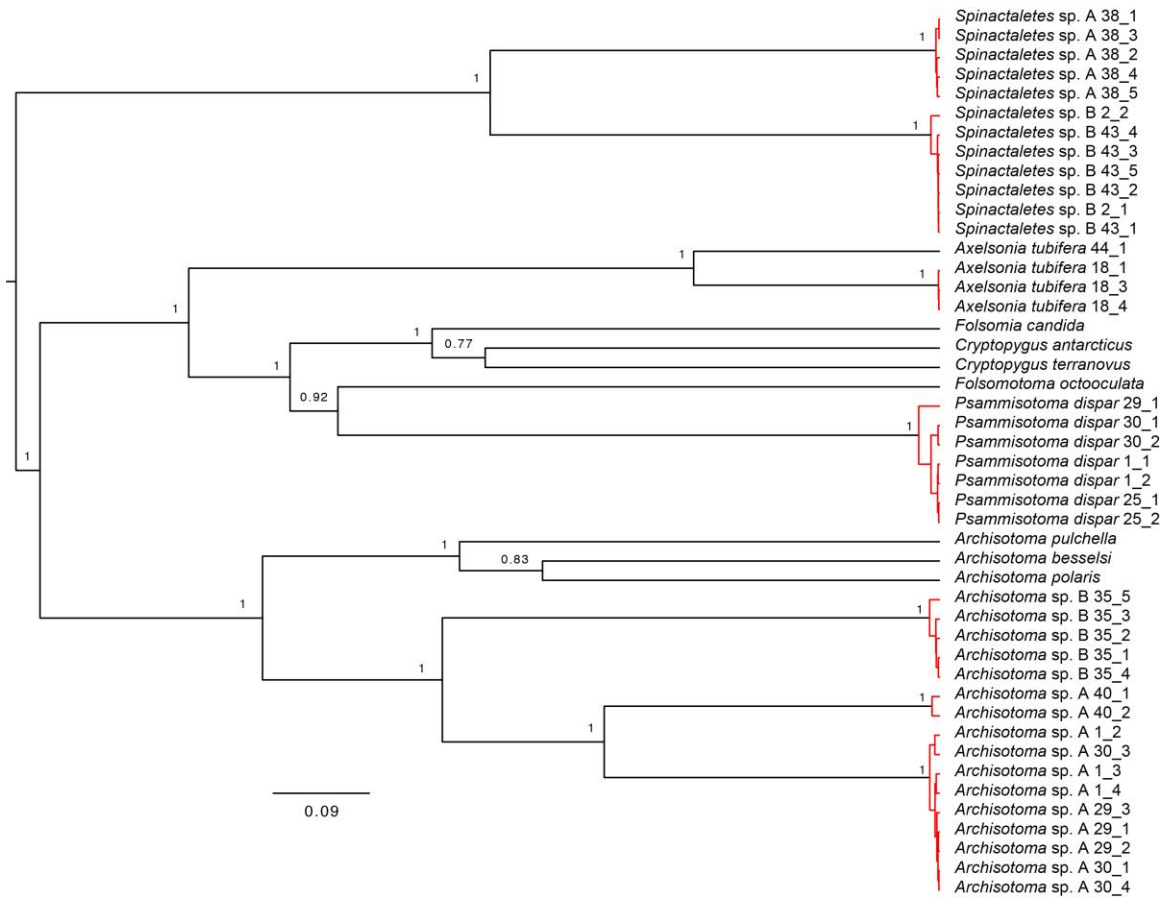 Spinactaletes sp. A 38_1
Spinactaletes sp. A 38_3
Spinactaletes sp. A 38_2
Spinactaletes sp. A 38_4
Spinactaletes sp. A 38_5
Spinactaletes sp. B 2_2
Spinactaletes sp. B 43_4
Spinactaletes sp. B 43_3
Spinactaletes sp. B 43_5
Spinactaletes sp. B 43_2
Spinactaletes sp. B 2_1
Spinactaletes sp. B 43_1
Axelsonia tubifera 44_1
Axelsonia tubifera 18_1
Axelsonia tubifera 18_3
Axelsonia tubifera 18_4
Folsomia candida
Cryptopygus antarcticus
Cryptopygus terranovus
Folsomotoma octooculata
Psammisotoma dispar 29_1
Psammisotoma dispar 30_1
Psammisotoma dispar 30_2
Psammisotoma dispar 1_1
Psammisotoma dispar 1_2
Psammisotoma dispar 25_1
Psammisotoma dispar 25_2
Archisotoma pulchella
Archisotoma besselsi
Archisotoma polaris
Archisotoma sp. B 35_5
Archisotoma sp. B 35_3
Archisotoma sp. B 35_2
Archisotoma sp. B 35_1
Archisotoma sp. B 35_4
Archisotoma sp. A 40_1
Archisotoma sp. A 40_2
Archisotoma sp. A 1_2
Archisotoma sp. A 30_3
Archisotoma sp. A 1_3
Archisotoma sp. A 1_4
Archisotoma sp. A 29_3
Archisotoma sp. A 29_1
Archisotoma sp. A 29_2
Archisotoma sp. A 30_1
Archisotoma sp. A 30_4
1
1
1
1
1
1
1
0.77
1
0.92
1
1
1
0.83
1
1
1
1
1
1
0.09